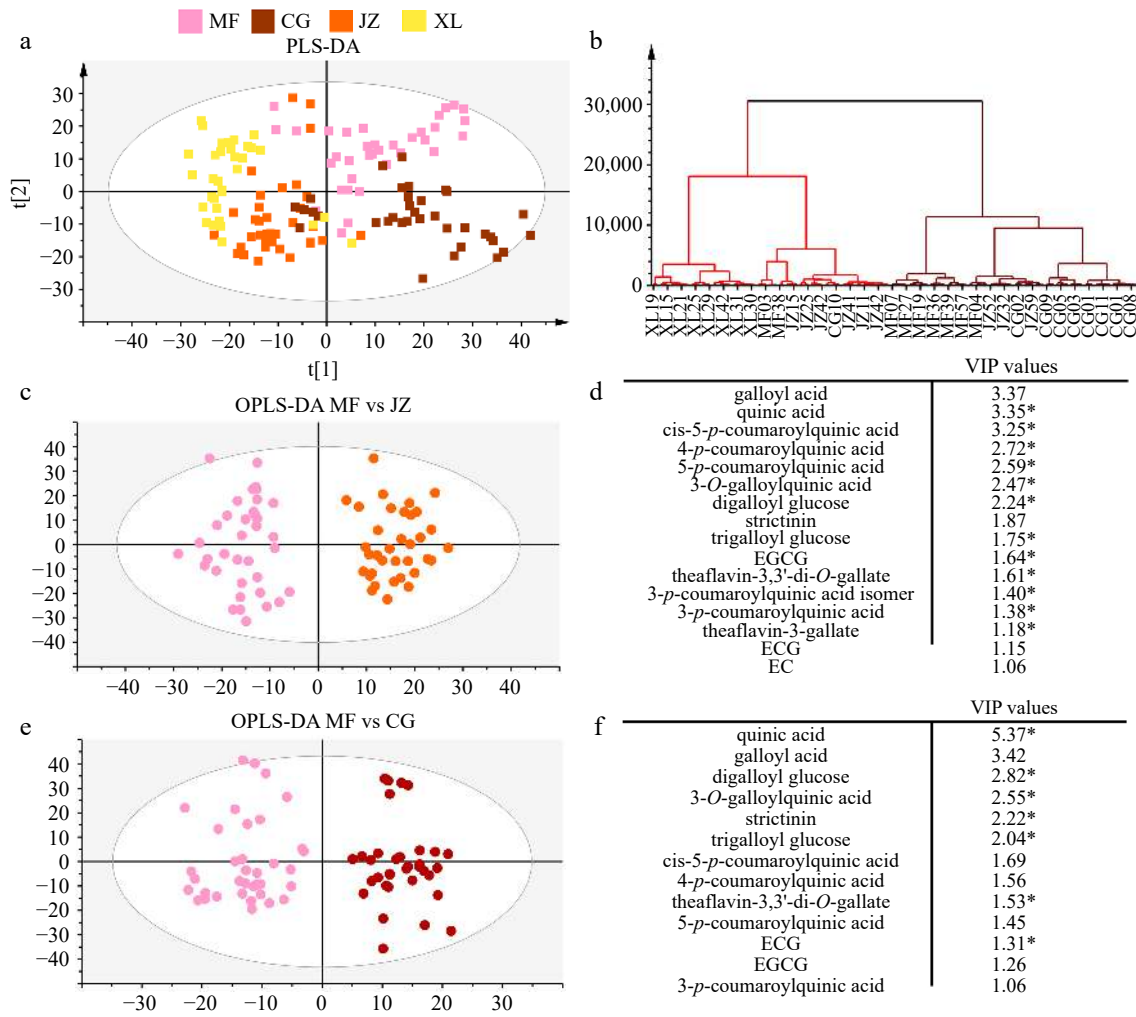 MF CG JZ XL
a
PLS-DA
30
20
10
0
−10
−20
−30
t[2]
−40 −30 −20 −10 0 10 20 30 40
t[1]
b
30,000
20,000
10,000
0
XL19
XL15
XL21
XL25
XL29
XL42
XL31
XL30
MF03
MF38
JZ15
JZ25
JZ42
CG10
JZ41
JZ11
JZ42
MF07
MF27
MF19
MF36
MF39
MF57
MF04
JZ52
JZ32
CG02
JZ59
CG09
CG05
CG03
CG01
CG11
CG01
CG08
c
OPLS-DA MF vs JZ
40
30
20
10
0
−10
−20
−30
−40
−40 −30 −20 −10 0 10 20 30 40
d
VIP values
galloyl acid 3.37
quinic acid 3.35*
cis-5-p-coumaroylquinic acid 3.25*
4-p-coumaroylquinic acid 2.72*
5-p-coumaroylquinic acid 2.59*
3-O-galloylquinic acid 2.47*
digalloyl glucose 2.24*
strictinin 1.87
trigalloyl glucose 1.75*
EGCG 1.64*
theaflavin-3,3'-di-O-gallate 1.61*
3-p-coumaroylquinic acid isomer 1.40*
3-p-coumaroylquinic acid 1.38*
theaflavin-3-gallate 1.18*
ECG 1.15
EC 1.06
e
OPLS-DA MF vs CG
40
30
20
10
0
−10
−20
−30
−40
−30 −20 −10 0 10 20 30
f
VIP values
quinic acid 5.37*
galloyl acid 3.42
digalloyl glucose 2.82*
3-O-galloylquinic acid 2.55*
strictinin 2.22*
trigalloyl glucose 2.04*
cis-5-p-coumaroylquinic acid 1.69
4-p-coumaroylquinic acid 1.56
theaflavin-3,3'-di-O-gallate 1.53*
5-p-coumaroylquinic acid 1.45
ECG 1.31*
EGCG 1.26
3-p-coumaroylquinic acid 1.06